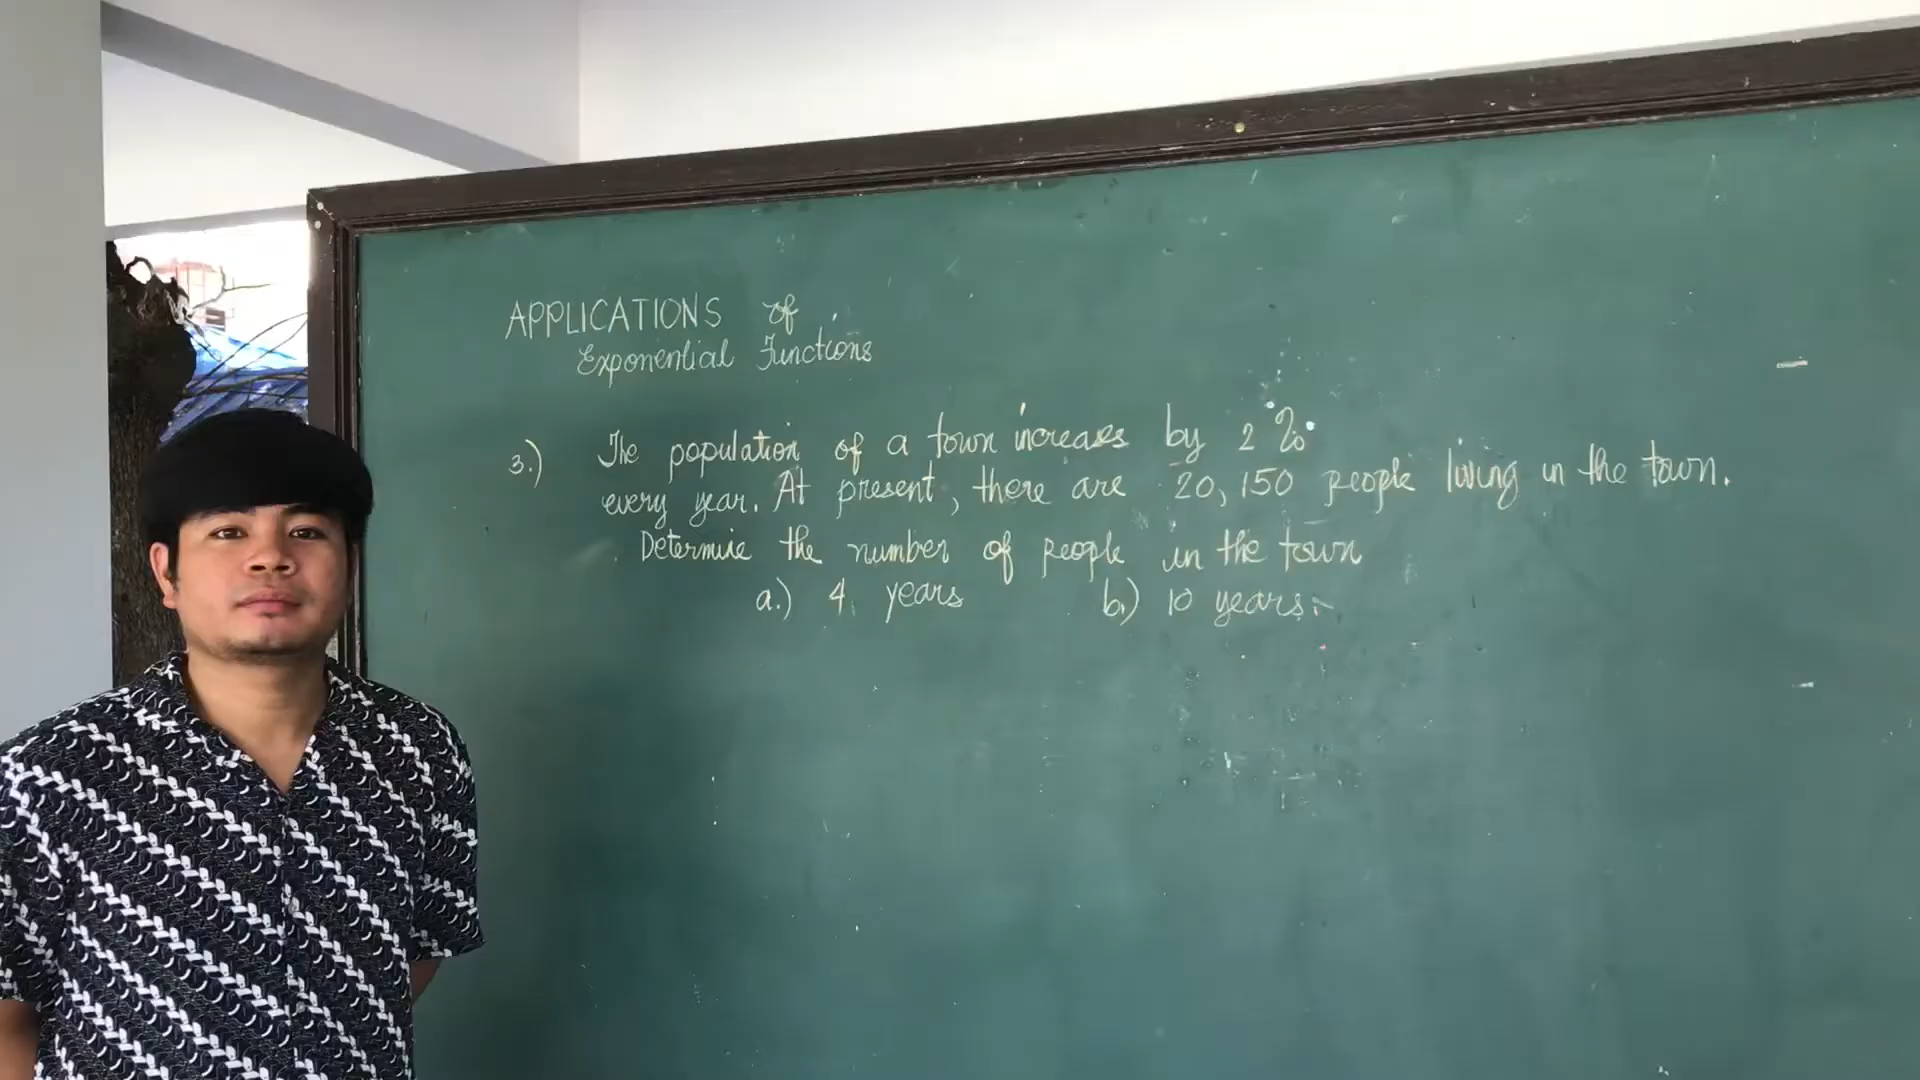 APPLICATIONS of
Exponential Functions
3.) The population of a town increases by 2%
every year. At present, there are 20,150 people living in the town.
Determine the number of people in the town
a.) 4 years b.) 10 years.